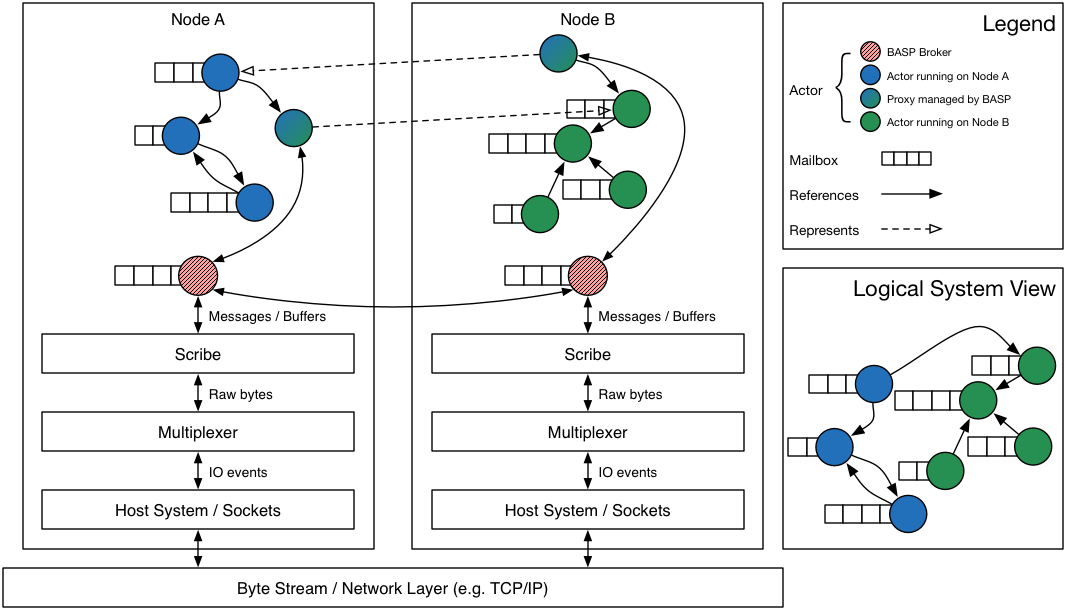 Node A
Messages / Buffers
Scribe
Raw bytes
Multiplexer
IO events
Host System / Sockets
Node B
Messages / Buffers
Scribe
Raw bytes
Multiplexer
IO events
Host System / Sockets
Byte Stream / Network Layer (e.g. TCP/IP)
Legend
Actor
BASP Broker
Actor running on Node A
Proxy managed by BASP
Actor running on Node B
Mailbox
References
Represents
Logical System View